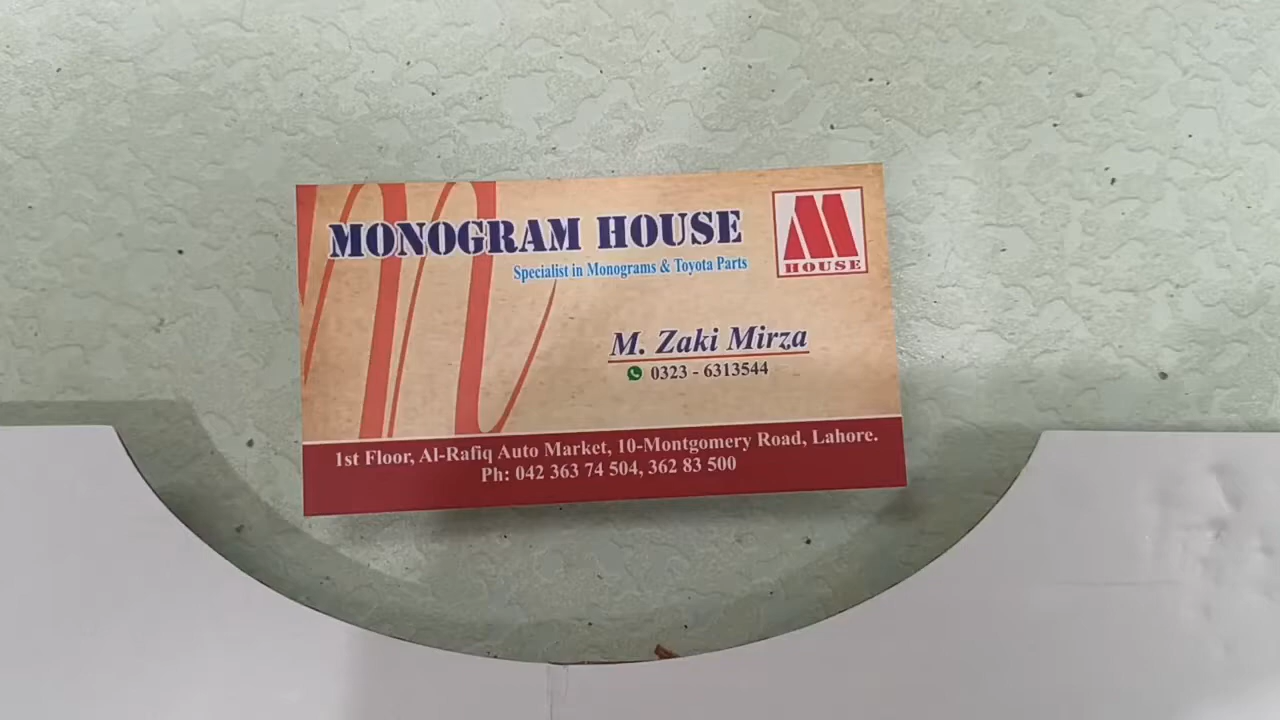 MONOGRAM HOUSE
Specialist in Monograms & Toyota Parts
M
HOUSE
M. Zaki Mirza
0323 - 6313544
1st Floor, Al-Rafiq Auto Market, 10-Montgomery Road, Lahore.
Ph: 042 363 74 504, 362 83 500